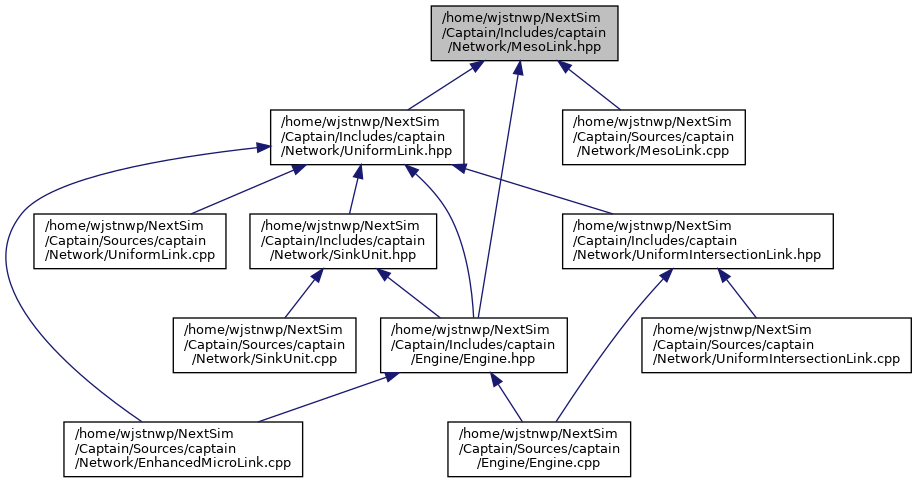 /home/wjstnwp/NextSim
/Captain/Includes/captain
/Network/MesoLink.hpp
/home/wjstnwp/NextSim
/Captain/Includes/captain
/Network/UniformLink.hpp
/home/wjstnwp/NextSim
/Captain/Sources/captain
/Network/MesoLink.cpp
/home/wjstnwp/NextSim
/Captain/Sources/captain
/Network/UniformLink.cpp
/home/wjstnwp/NextSim
/Captain/Includes/captain
/Network/SinkUnit.hpp
/home/wjstnwp/NextSim
/Captain/Includes/captain
/Network/UniformIntersectionLink.hpp
/home/wjstnwp/NextSim
/Captain/Sources/captain
/Network/SinkUnit.cpp
/home/wjstnwp/NextSim
/Captain/Includes/captain
/Engine/Engine.hpp
/home/wjstnwp/NextSim
/Captain/Sources/captain
/Network/UniformIntersectionLink.cpp
/home/wjstnwp/NextSim
/Captain/Sources/captain
/Network/EnhancedMicroLink.cpp
/home/wjstnwp/NextSim
/Captain/Sources/captain
/Engine/Engine.cpp